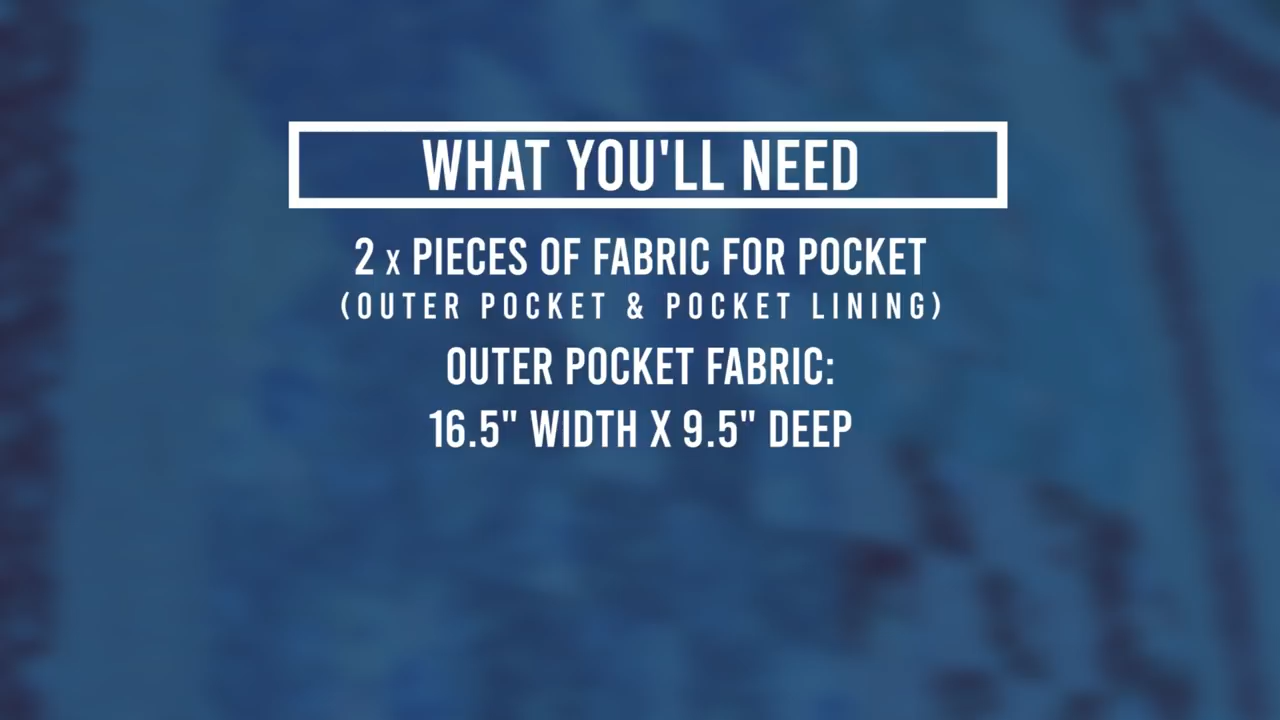 WHAT YOU'LL NEED
2 x PIECES OF FABRIC FOR POCKET
(OUTER POCKET & POCKET LINING)
OUTER POCKET FABRIC:
16.5" WIDTH X 9.5" DEEP